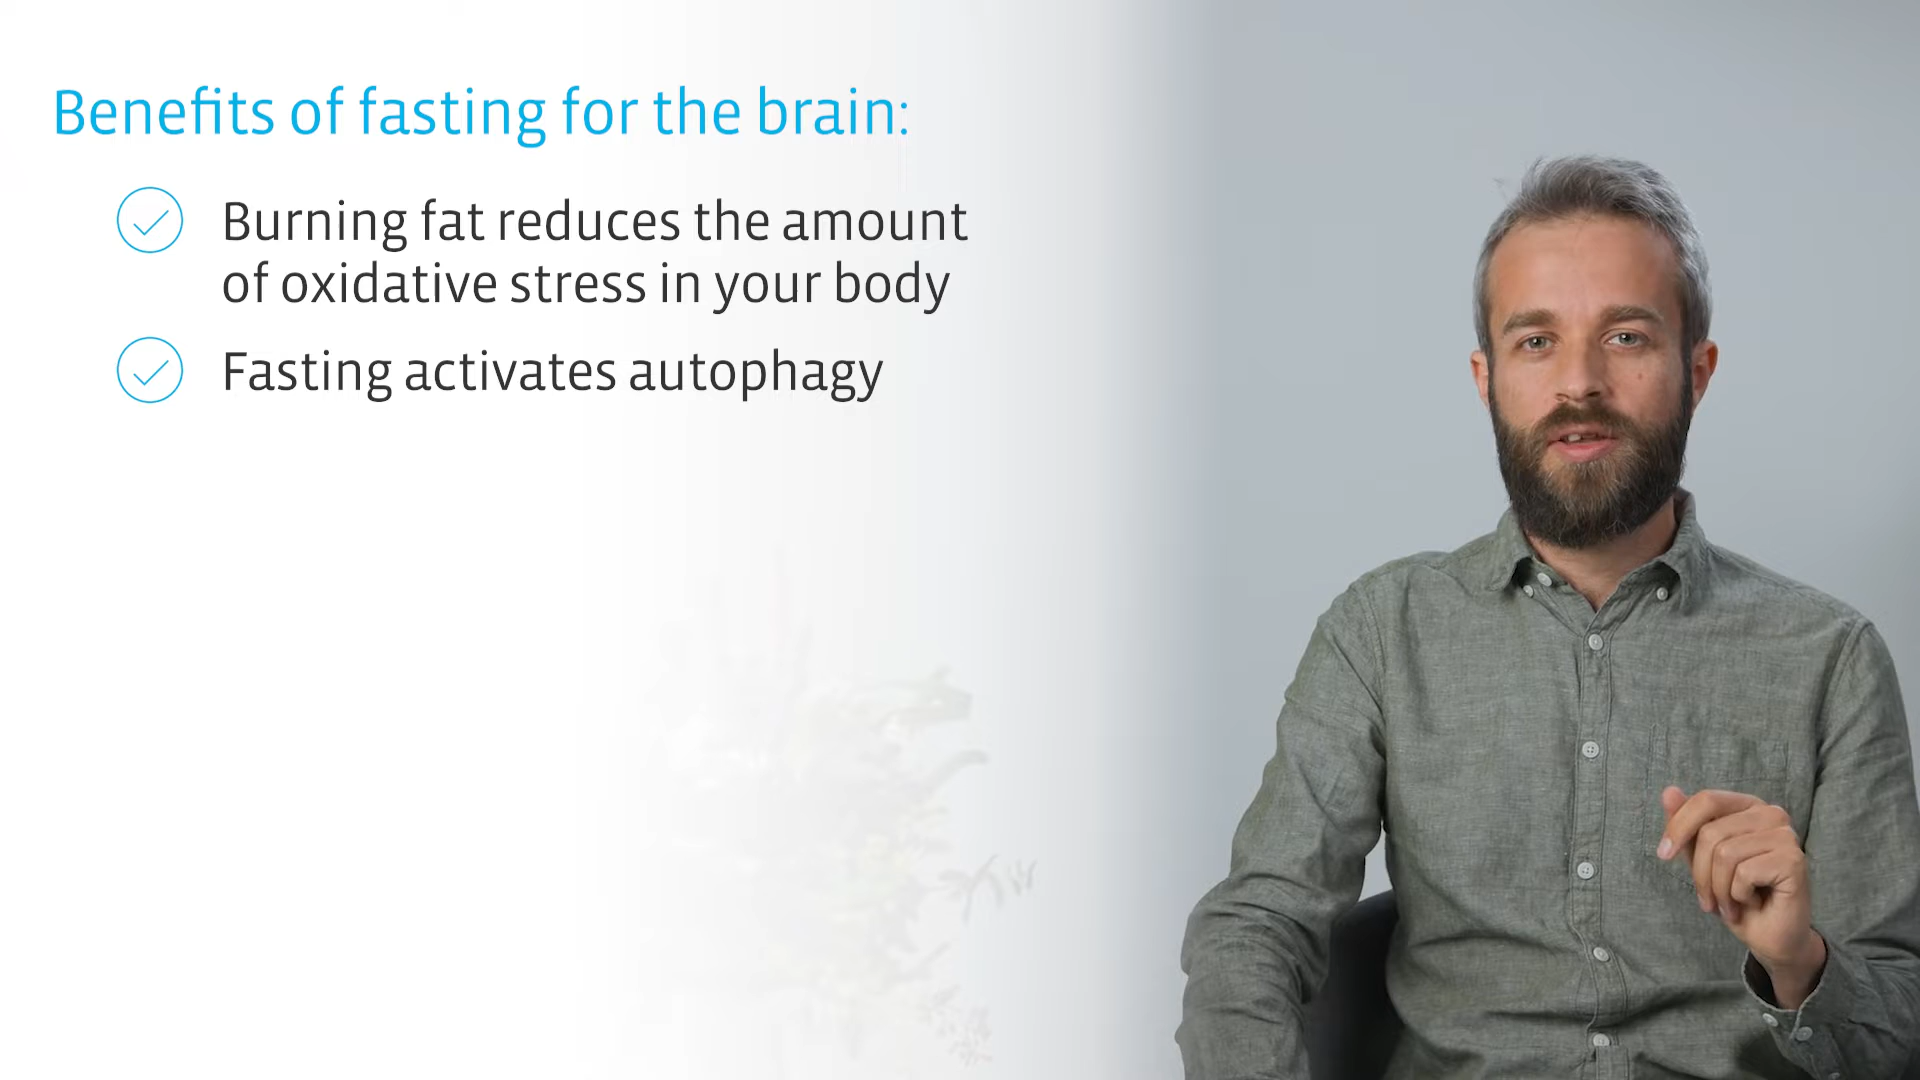 Benefits of fasting for the brain:
Burning fat reduces the amount
of oxidative stress in your body
Fasting activates autophagy